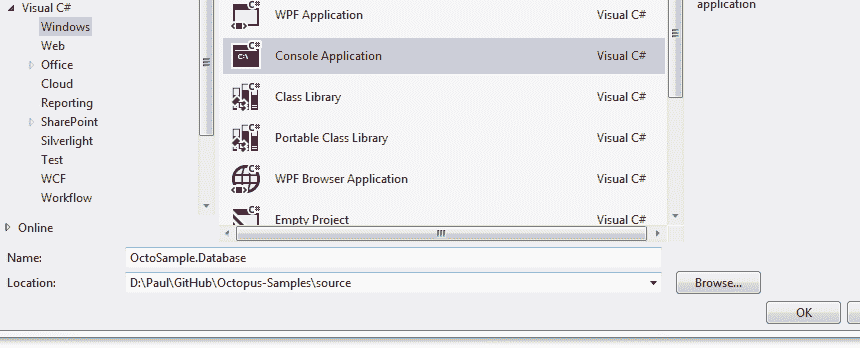 Visual C#
Windows
Web
Office
Cloud
Reporting
SharePoint
Silverlight
Test
WCF
Workflow
Online
WPF Application Visual C#
Console Application Visual C#
Class Library Visual C#
Portable Class Library Visual C#
WPF Browser Application Visual C#
Empty Project Visual C#
application
Name: OctoSample.Database
Location: D:\Paul\GitHub\Octopus-Samples\source
Browse...
OK